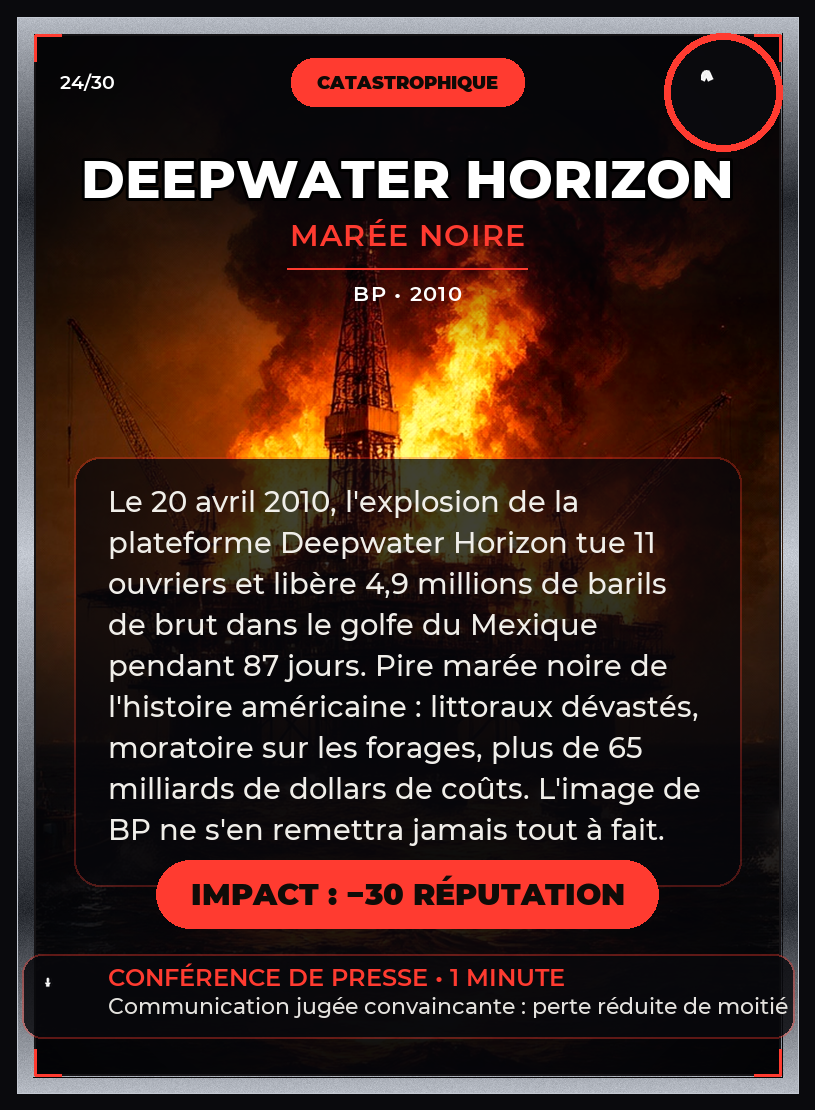 24/30
CATASTROPHIQUE
DEEPWATER HORIZON
MARÉE NOIRE
BP • 2010
Le 20 avril 2010, l'explosion de la
plateforme Deepwater Horizon tue 11
ouvriers et libère 4,9 millions de barils
de brut dans le golfe du Mexique
pendant 87 jours. Pire marée noire de
l'histoire américaine : littoraux dévastés,
moratoire sur les forages, plus de 65
milliards de dollars de coûts. L'image de
BP ne s'en remettra jamais tout à fait.
IMPACT : −30 RÉPUTATION
CONFÉRENCE DE PRESSE • 1 MINUTE
Communication jugée convaincante : perte réduite de moitié